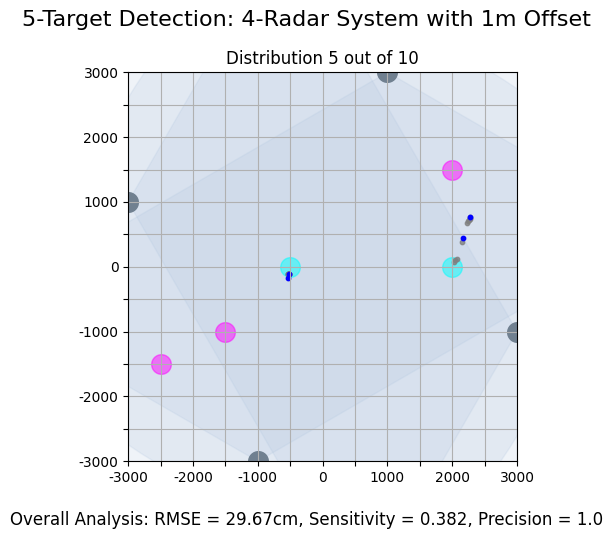 5-Target Detection: 4-Radar System with 1m Offset
Distribution 5 out of 10
3000
2000
1000
0
-1000
-2000
-3000
-3000 -2000 -1000 0 1000 2000 3000
Overall Analysis: RMSE = 29.67cm, Sensitivity = 0.382, Precision = 1.0